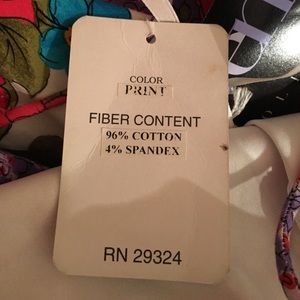 COLOR
PRINT
FIBER CONTENT
96% COTTON
4% SPANDEX
RN 29324